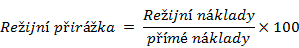 Režijní přirážka = Režijní náklady / přímé náklady × 100